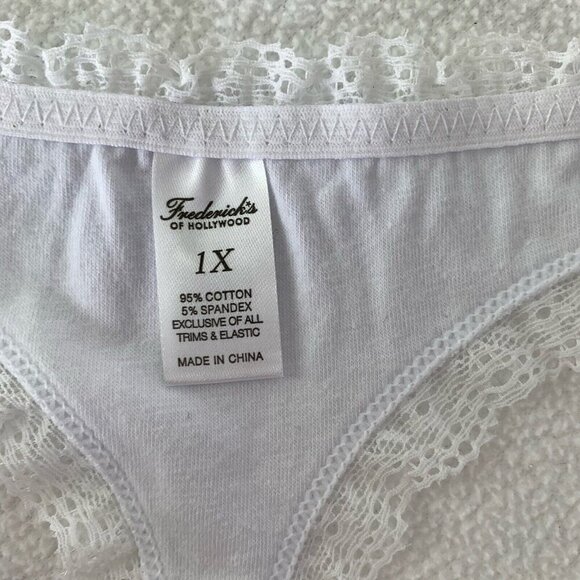 Frederick's
OF HOLLYWOOD
1X
95% COTTON
5% SPANDEX
EXCLUSIVE OF ALL
TRIMS & ELASTIC
MADE IN CHINA